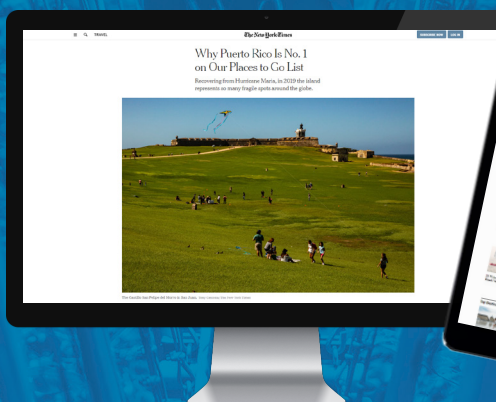 TRAVEL
The New York Times
SUBSCRIBE NOW
LOG IN
Why Puerto Rico Is No. 1
on Our Places to Go List
Recovering from Hurricane Maria, in 2019 the island
represents so many fragile spots around the globe.